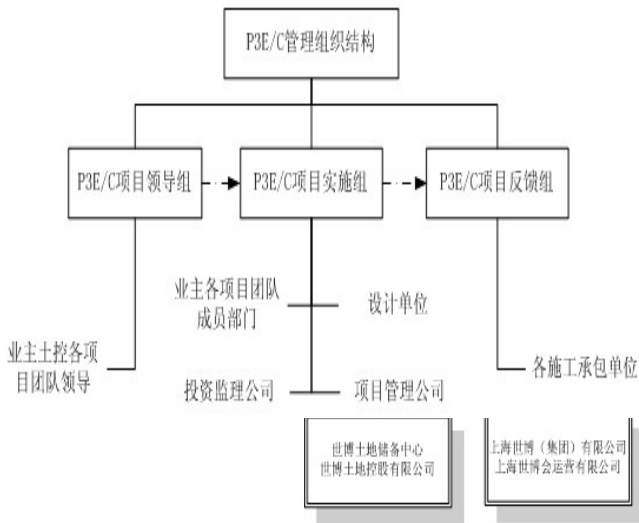 P3E/C管理组织结构
P3E/C项目领导组
P3E/C项目实施组
P3E/C项目反馈组
业主各项目团队
成员部门
设计单位
业主土控各项
目团队领导
投资监理公司
项目管理公司
各施工承包单位
世博土地储备中心
世博土地控股有限公司
上海世博（集团）有限公司
上海世博会运营有限公司